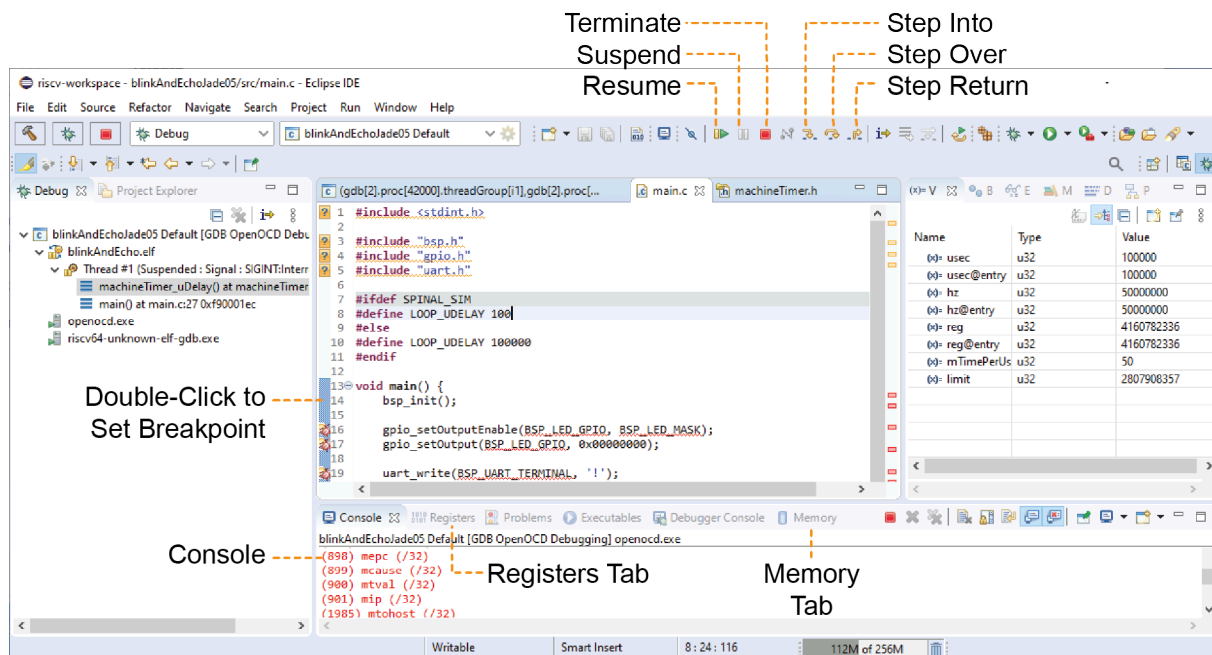 Terminate
Suspend
Resume
Step Into
Step Over
Step Return
riscv-workspace - blinkAndEchoJade05/src/main.c - Eclipse IDE
File Edit Source Refactor Navigate Search Project Run Window Help
Debug
blinkAndEchoJade05 Default
Debug Project Explorer
blinkAndEchoJade05 Default [GDB OpenOCD Debu
blinkAndEcho.elf
Thread #1 (Suspended : Signal : SIGINT:Interr
machineTimer_uDelay() at machineTimer
main() at main.c:27 0xf90001ec
openocd.exe
riscv64-unknown-elf-gdb.exe
Double-Click to
Set Breakpoint
(gdb[2].proc[42000].threadGroup[i1],gdb[2].proc[... main.c machineTimer.h
1 #include <stdint.h>
2
3 #include "bsp.h"
4 #include "gpio.h"
5 #include "uart.h"
6
7 #ifdef SPINAL_SIM
8 #define LOOP_UDELAY 100
9 #else
10 #define LOOP_UDELAY 100000
11 #endif
12
13 void main() {
14 bsp_init();
15
16 gpio_setOutputEnable(BSP_LED_GPIO, BSP_LED_MASK);
17 gpio_setOutput(BSP_LED_GPIO, 0x00000000);
18
19 uart_write(BSP_UART_TERMINAL, '!');
(x)= V B E M D P
Name Type Value
(x)= usec u32 100000
(x)= usec@entry u32 100000
(x)= hz u32 50000000
(x)= hz@entry u32 50000000
(x)= reg u32 4160782336
(x)= reg@entry u32 4160782336
(x)= mTimePerUs u32 50
(x)= limit u32 2807908357
Console Registers Problems Executables Debugger Console Memory
blinkAndEchoJade05 Default [GDB OpenOCD Debugging] openocd.exe
(898) mepc (/32)
(899) mcause (/32)
(900) mtval (/32)
(901) mip (/32)
(1985) mtohost (/32)
Console
Registers Tab
Memory
Tab
Writable Smart Insert 8 : 24 : 116 112M of 256M